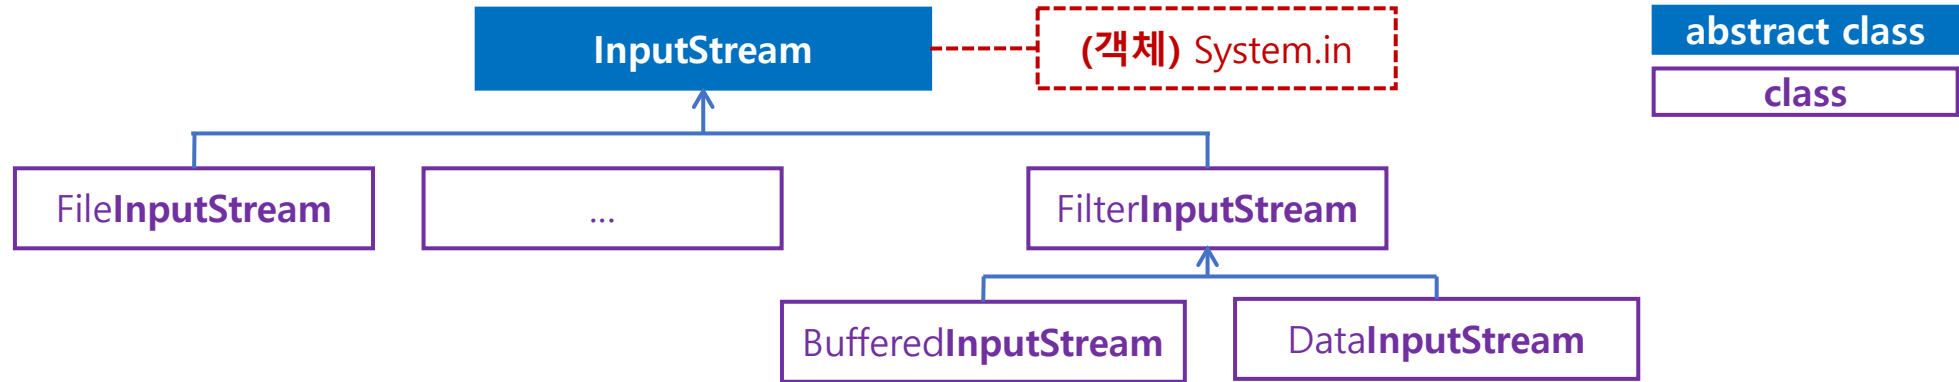 InputStream
(객체) System.in
abstract class
class
FileInputStream
...
FilterInputStream
BufferedInputStream
DataInputStream